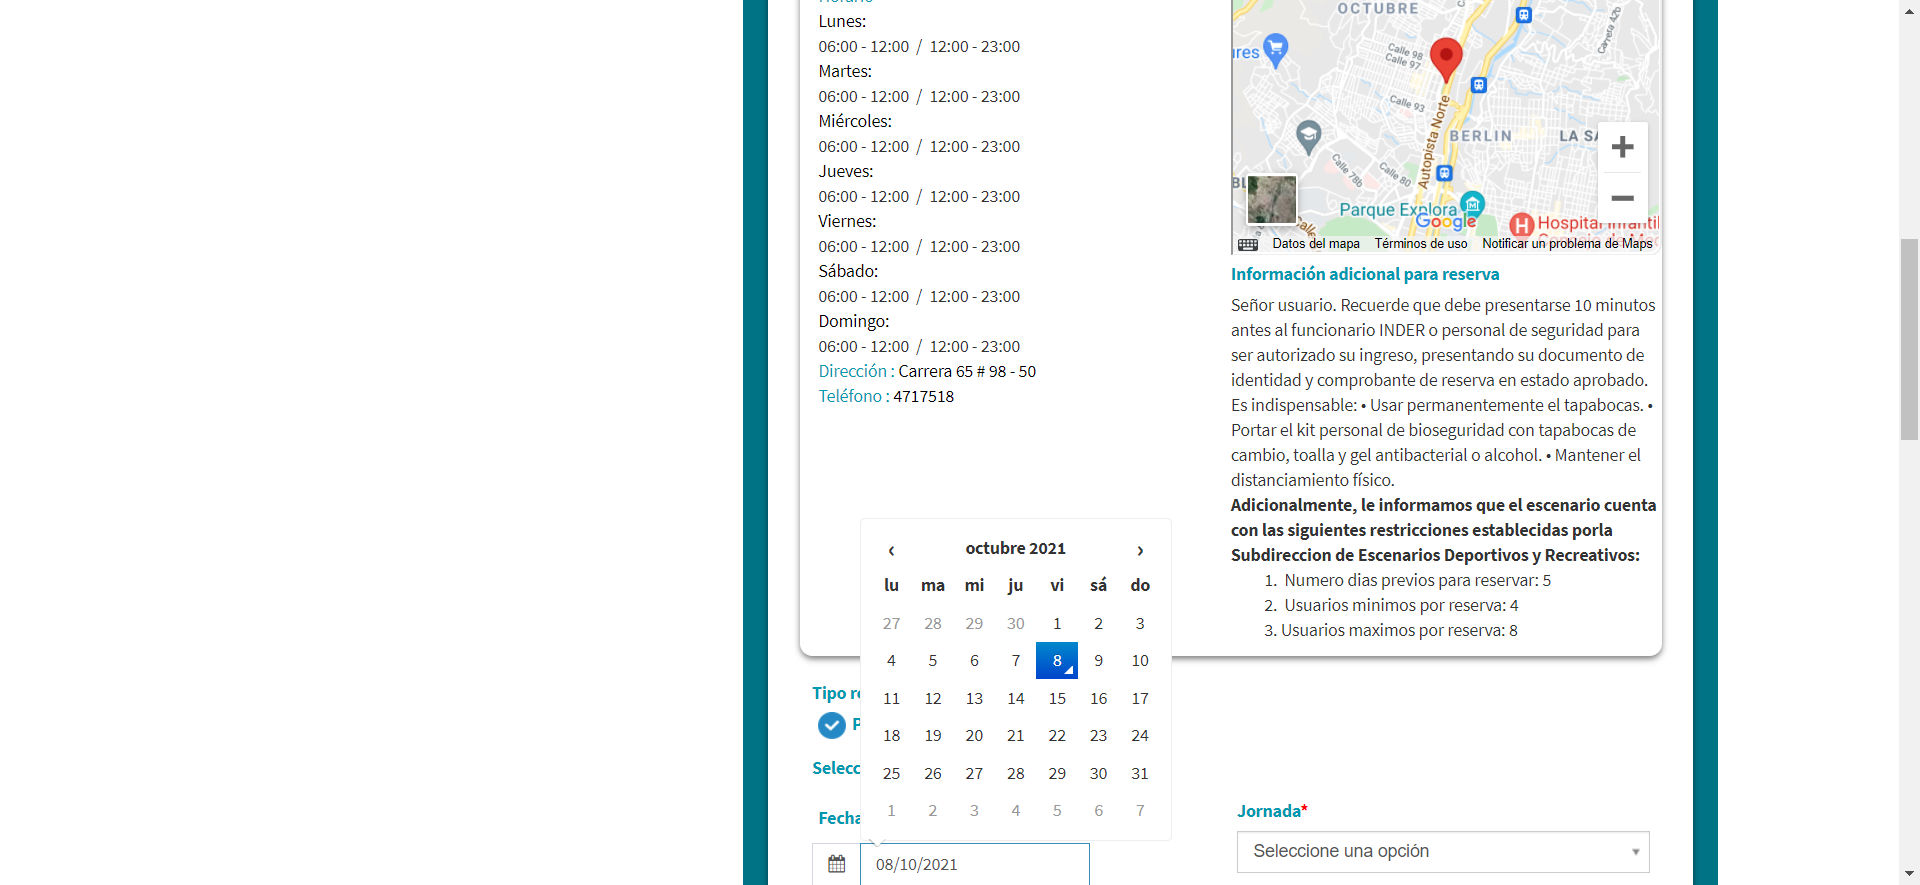 Lunes:
06:00 - 12:00 / 12:00 - 23:00
Martes:
06:00 - 12:00 / 12:00 - 23:00
Miércoles:
06:00 - 12:00 / 12:00 - 23:00
Jueves:
06:00 - 12:00 / 12:00 - 23:00
Viernes:
06:00 - 12:00 / 12:00 - 23:00
Sábado:
06:00 - 12:00 / 12:00 - 23:00
Domingo:
06:00 - 12:00 / 12:00 - 23:00
Dirección : Carrera 65 # 98 - 50
Teléfono : 4717518
OCTUBRE
Calle 98
Calle 97
Calle 93
Autopista Norte
BERLIN
LA SA
Calle 78b
Calle 80
Parque Explora
Google
Hospital Infantil
Datos del mapa
Términos de uso
Notificar un problema de Maps
Información adicional para reserva
Señor usuario. Recuerde que debe presentarse 10 minutos
antes al funcionario INDER o personal de seguridad para
ser autorizado su ingreso, presentando su documento de
identidad y comprobante de reserva en estado aprobado.
Es indispensable: • Usar permanentemente el tapabocas. •
Portar el kit personal de bioseguridad con tapabocas de
cambio, toalla y gel antibacterial o alcohol. • Mantener el
distanciamiento físico.
Adicionalmente, le informamos que el escenario cuenta
con las siguientes restricciones establecidas porla
Subdireccion de Escenarios Deportivos y Recreativos:
1. Numero dias previos para reservar: 5
2. Usuarios minimos por reserva: 4
3. Usuarios maximos por reserva: 8
‹ octubre 2021 ›
lu ma mi ju vi sá do
27 28 29 30 1 2 3
4 5 6 7 8 9 10
11 12 13 14 15 16 17
18 19 20 21 22 23 24
25 26 27 28 29 30 31
1 2 3 4 5 6 7
Tipo re
P
Selecc
Fecha
08/10/2021
Jornada*
Seleccione una opción